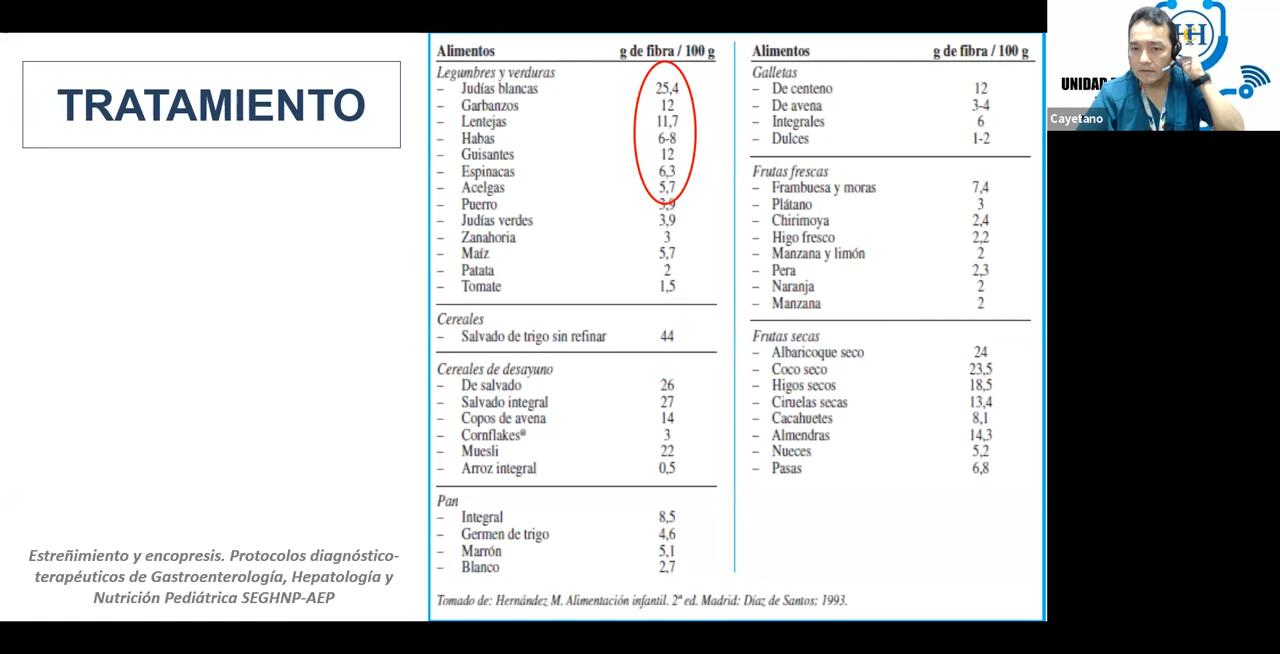 TRATAMIENTO
Estreñimiento y encopresis. Protocolos diagnóstico-
terapéuticos de Gastroenterología, Hepatología y
Nutrición Pediátrica SEGHNP-AEP
Alimentos g de fibra / 100 g
Legumbres y verduras
– Judías blancas 25,4
– Garbanzos 12
– Lentejas 11,7
– Habas 6-8
– Guisantes 12
– Espinacas 6,3
– Acelgas 5,7
– Puerro 3,9
– Judías verdes 3,9
– Zanahoria 3
– Maíz 5,7
– Patata 2
– Tomate 1,5
Cereales
– Salvado de trigo sin refinar 44
Cereales de desayuno
– De salvado 26
– Salvado integral 27
– Copos de avena 14
– Cornflakes® 3
– Muesli 22
– Arroz integral 0,5
Pan
– Integral 8,5
– Germen de trigo 4,6
– Marrón 5,1
– Blanco 2,7
Alimentos g de fibra / 100 g
Galletas
– De centeno 12
– De avena 3-4
– Integrales 6
– Dulces 1-2
Frutas frescas
– Frambuesa y moras 7,4
– Plátano 3
– Chirimoya 2,4
– Higo fresco 2,2
– Manzana y limón 2
– Pera 2,3
– Naranja 2
– Manzana 2
Frutas secas
– Albaricoque seco 24
– Coco seco 23,5
– Higos secos 18,5
– Ciruelas secas 13,4
– Cacahuetes 8,1
– Almendras 14,3
– Nueces 5,2
– Pasas 6,8
Tomado de: Hernández M. Alimentación infantil. 2ª ed. Madrid: Díaz de Santos; 1993.
UNIDAD
Cayetano